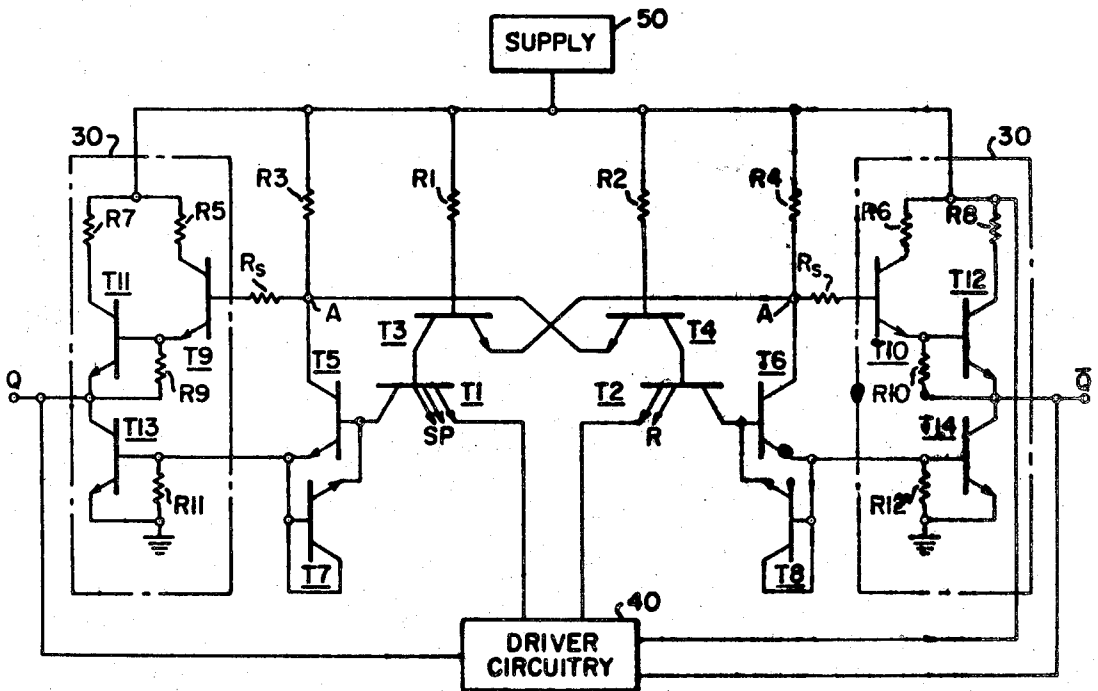 50
SUPPLY
30
30
R3
R1
R2
R4
R7
R5
R6
R8
Rs
Rs
T11
T12
A
A
T3
T4
T9
T10
R9
R10
T5
T6
Q
Q̅
T1
T2
SP
R
T13
T14
R11
R12
T7
T8
40
DRIVER
CIRCUITRY